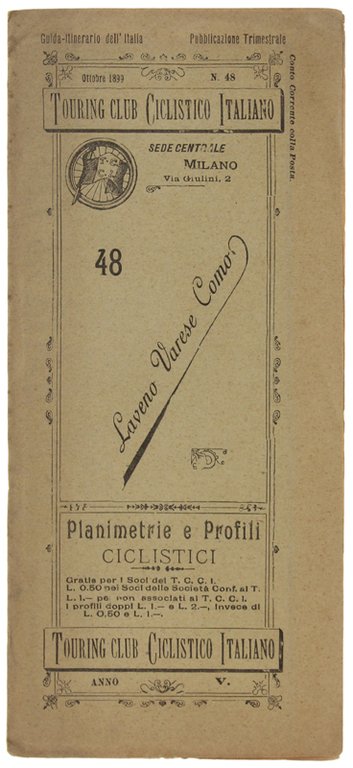 Guida-Itinerario dell'Italia Pubblicazione Trimestrale
Conto Corrente colla Posta.
Ottobre 1899 N. 48
TOURING CLUB CICLISTICO ITALIANO
SEDE CENTRALE
MILANO
Via Giulini, 2
48
Laveno Varese Como
Planimetrie e Profili
CICLISTICI
Gratis per i Soci del T. C. C. I.
L. 0.50 pei Soci delle Società Conf. al T.
L. 1.— per non associati al T. C. C. I.
I profili doppi L. 1.— e L. 2.—, invece di
L. 0.50 e 1.—.
TOURING CLUB CICLISTICO ITALIANO
ANNO V.